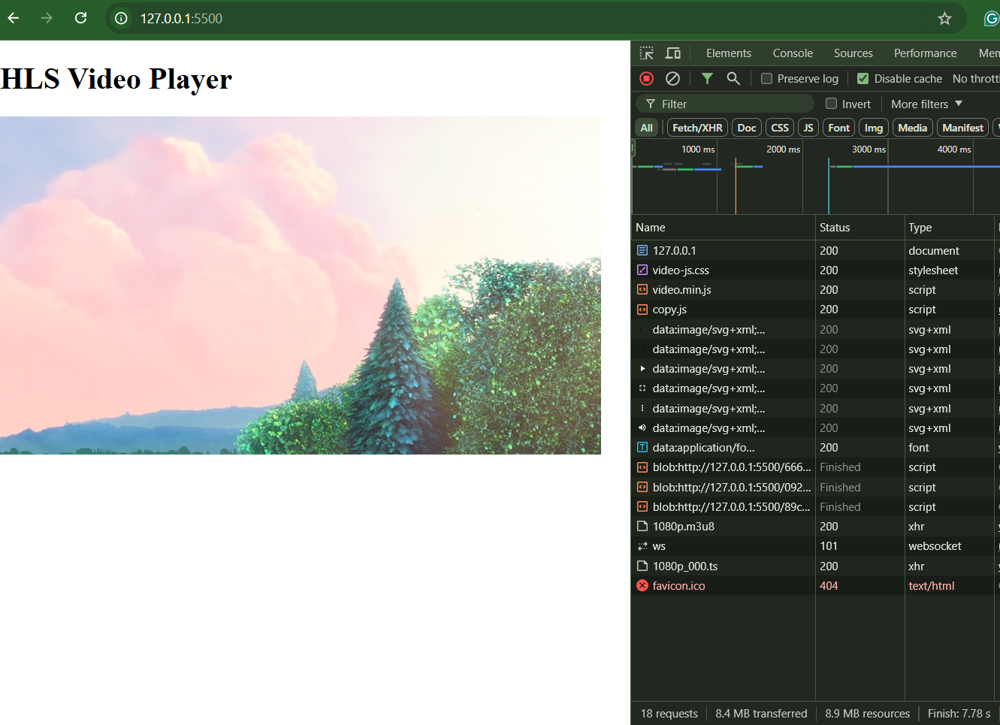 127.0.0.1:5500
HLS Video Player
Elements Console Sources Performance
Preserve log Disable cache No
Filter Invert More filters
All Fetch/XHR Doc CSS JS Font Img Media Manifest
1000 ms 2000 ms 3000 ms 4000 ms
Name Status Type
127.0.0.1 200 document
video-js.css 200 stylesheet
video.min.js 200 script
copy.js 200 script
data:image/svg+xml;... 200 svg+xml
data:image/svg+xml;... 200 svg+xml
data:image/svg+xml;... 200 svg+xml
data:image/svg+xml;... 200 svg+xml
data:image/svg+xml;... 200 svg+xml
data:image/svg+xml;... 200 svg+xml
data:application/fo... 200 font
blob:http://127.0.0.1:5500/666... Finished script
blob:http://127.0.0.1:5500/092... Finished script
blob:http://127.0.0.1:5500/89c... Finished script
1080p.m3u8 200 xhr
ws 101 websocket
1080p_000.ts 200 xhr
favicon.ico 404 text/html
18 requests 8.4 MB transferred 8.9 MB resources Finish: 7.78 s